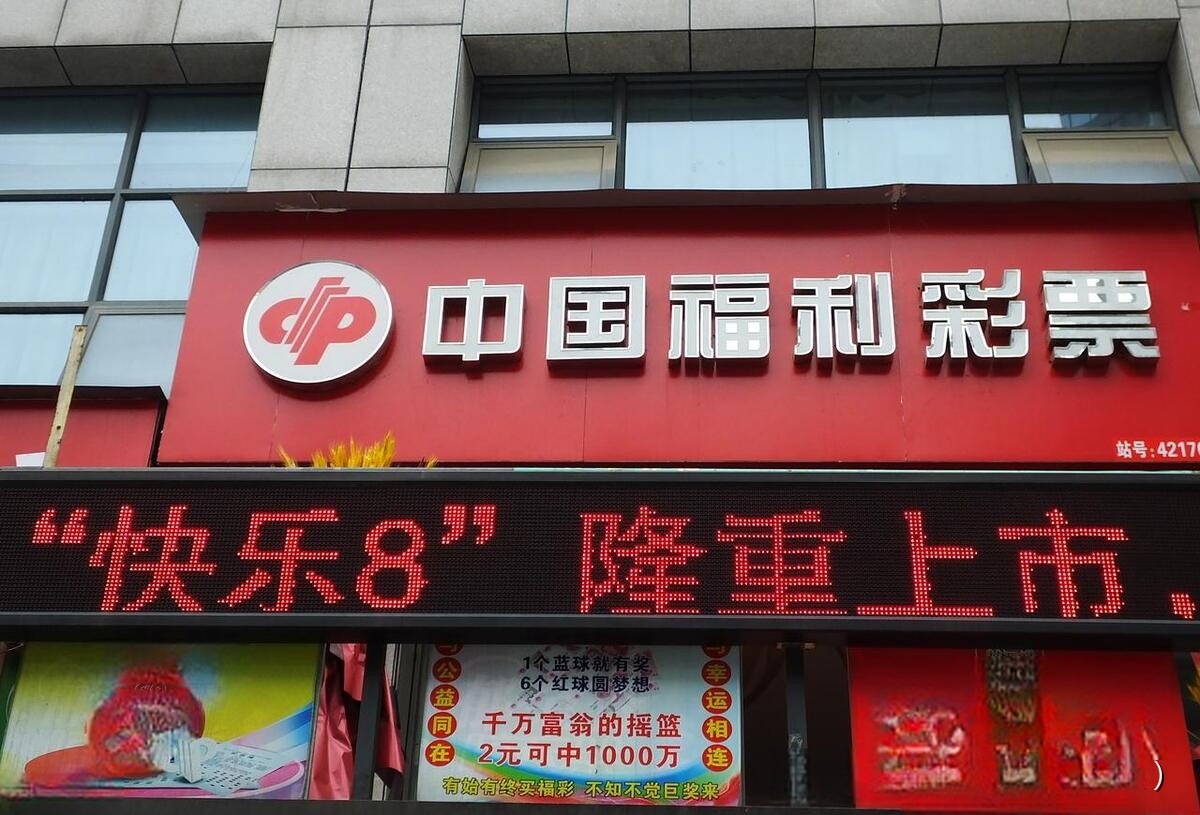 中国福利彩票
站号:4217
“快乐8” 隆重上市,
公益同在
1个蓝球就有奖
6个红球圆梦想
千万富翁的摇篮
2元可中1000万
有始有终买福彩 不知不觉巨奖来
幸运相连